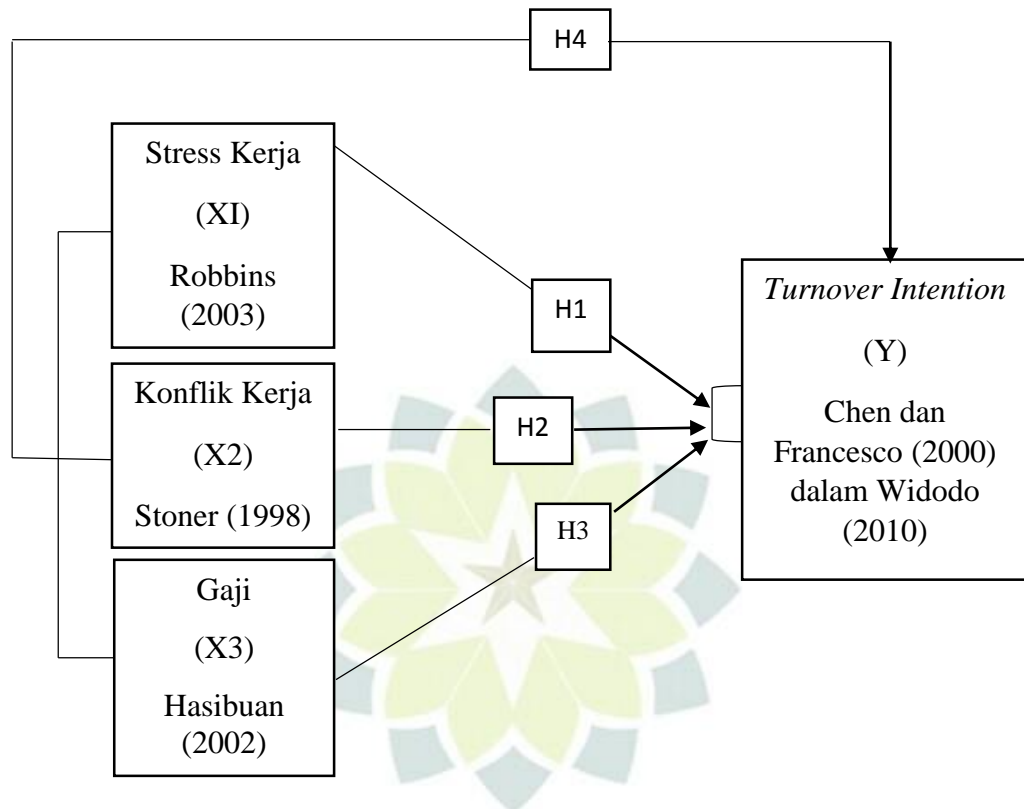 H4
Stress Kerja
(XI)
Robbins
(2003)
H1
Konflik Kerja
(X2)
Stoner (1998)
H2
Gaji
(X3)
Hasibuan
(2002)
H3
Turnover Intention
(Y)
Chen dan
Francesco (2000)
dalam Widodo
(2010)